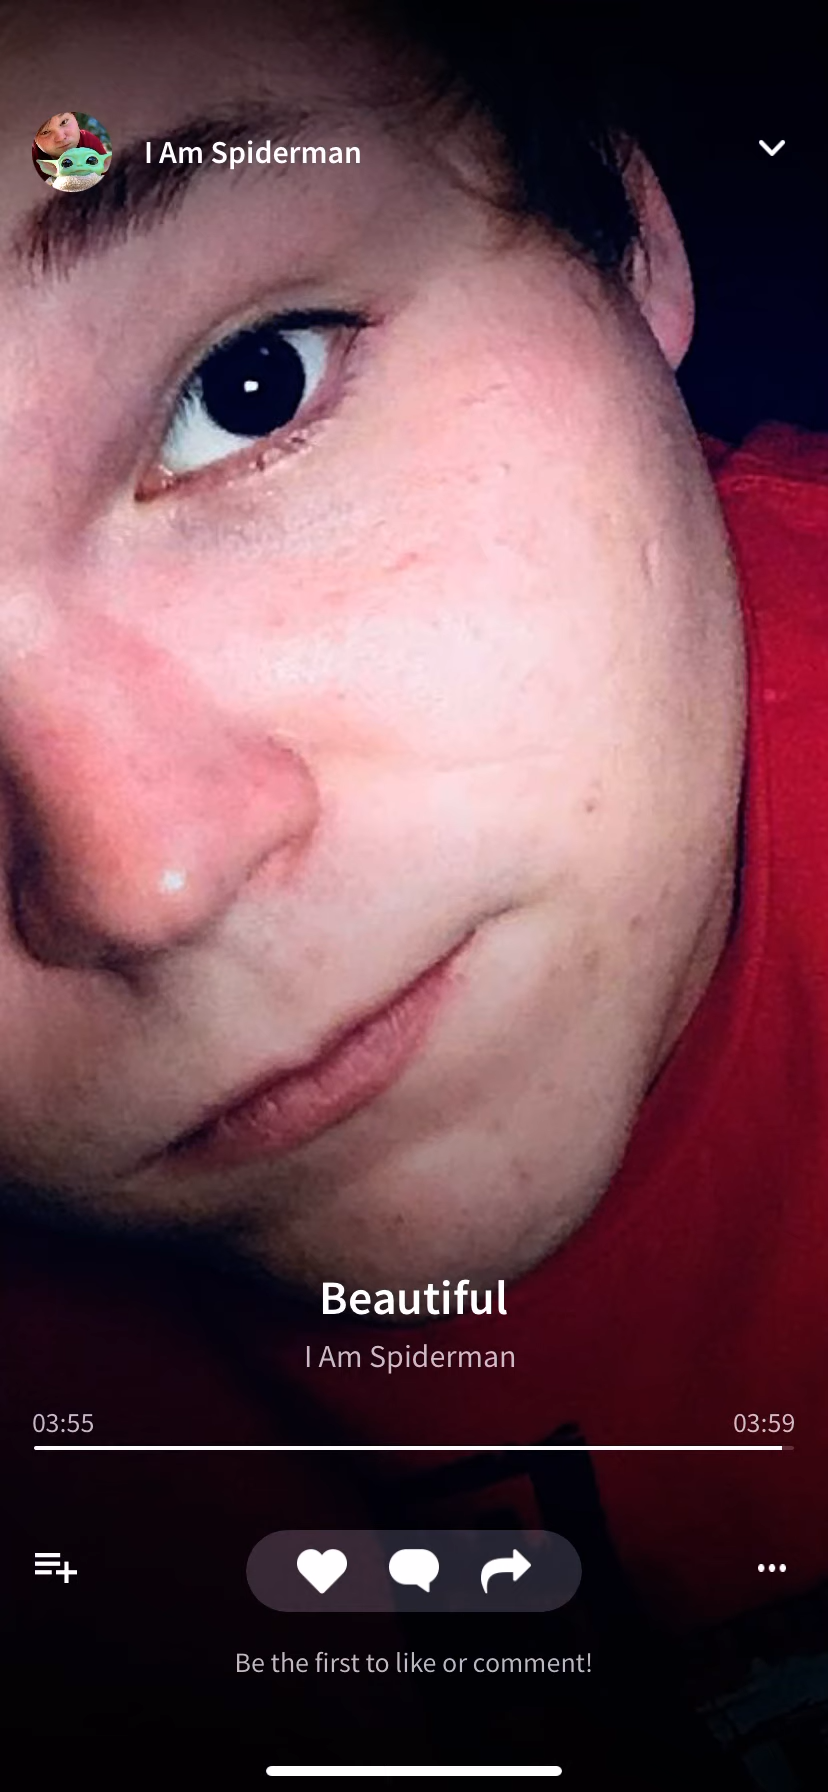 I Am Spiderman
Beautiful
I Am Spiderman
03:55 03:59
Be the first to like or comment!